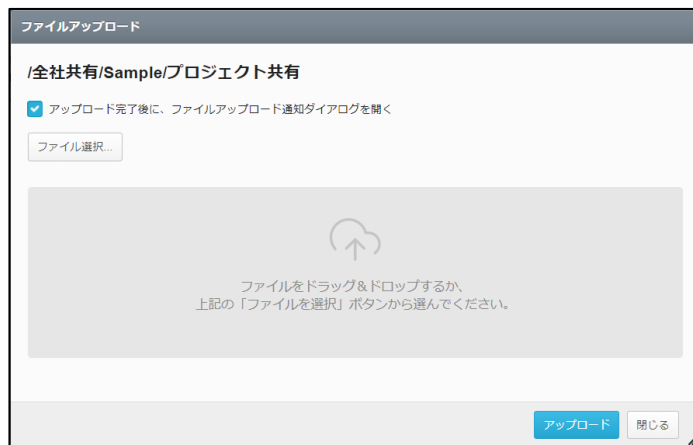 ファイルアップロード
/全社共有/Sample/プロジェクト共有
アップロード完了後に、ファイルアップロード通知ダイアログを開く
ファイル選択...
ファイルをドラッグ＆ドロップするか、
上記の「ファイルを選択」ボタンから選んでください。
アップロード
閉じる